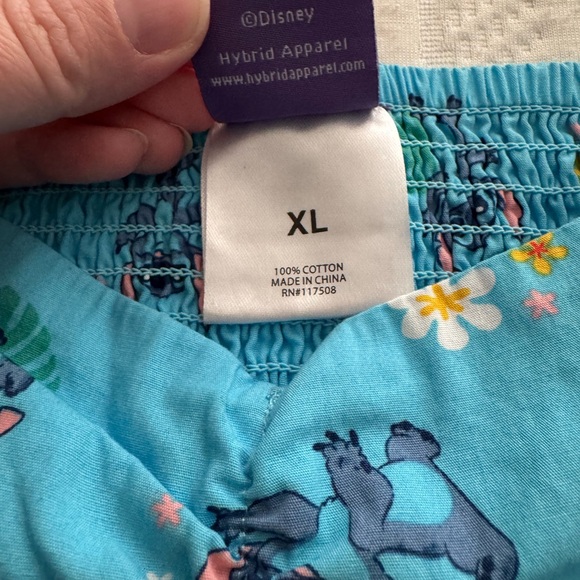 ©Disney
Hybrid Apparel
www.hybridapparel.com
XL
100% COTTON
MADE IN CHINA
RN#117508